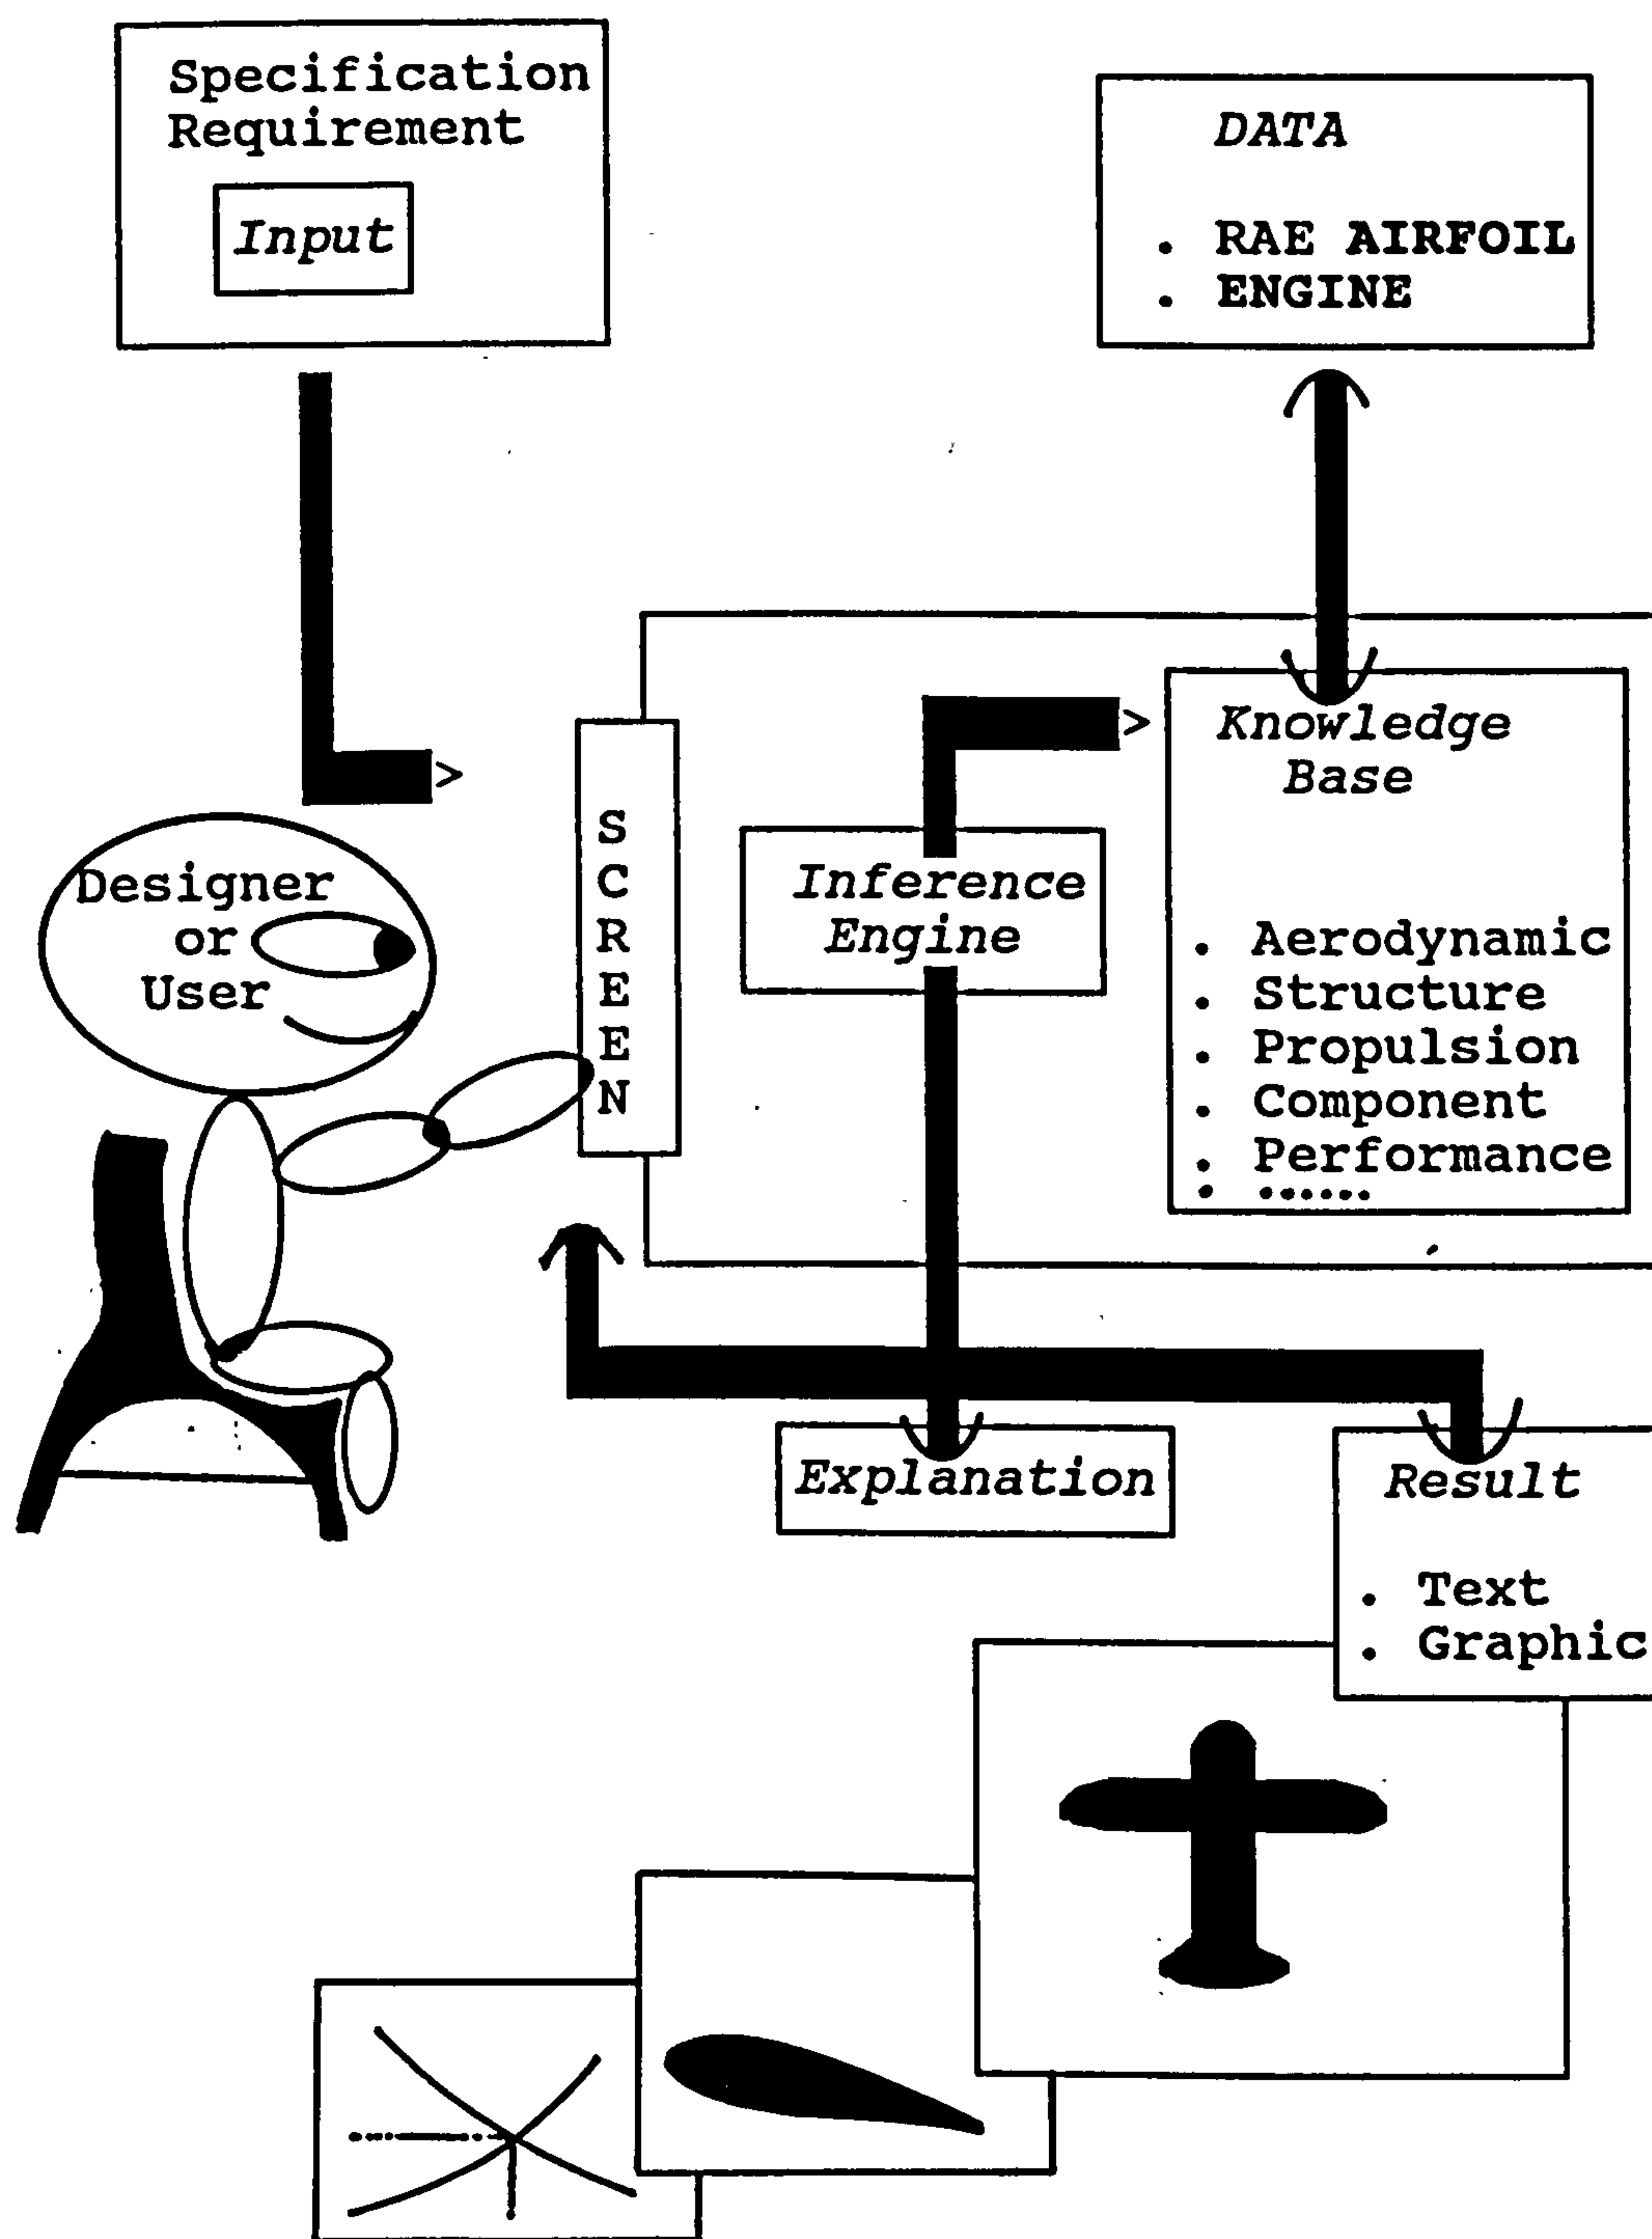 Specification
Requirement
Input
DATA
. RAE AIRFOIL
. ENGINE
>
>
Knowledge
Base
. Aerodynamic
. Structure
. Propulsion
. Component
. Performance
. ......
Inference
Engine
S
C
R
E
E
N
Designer
or
User
Explanation
Result
. Text
. Graphic